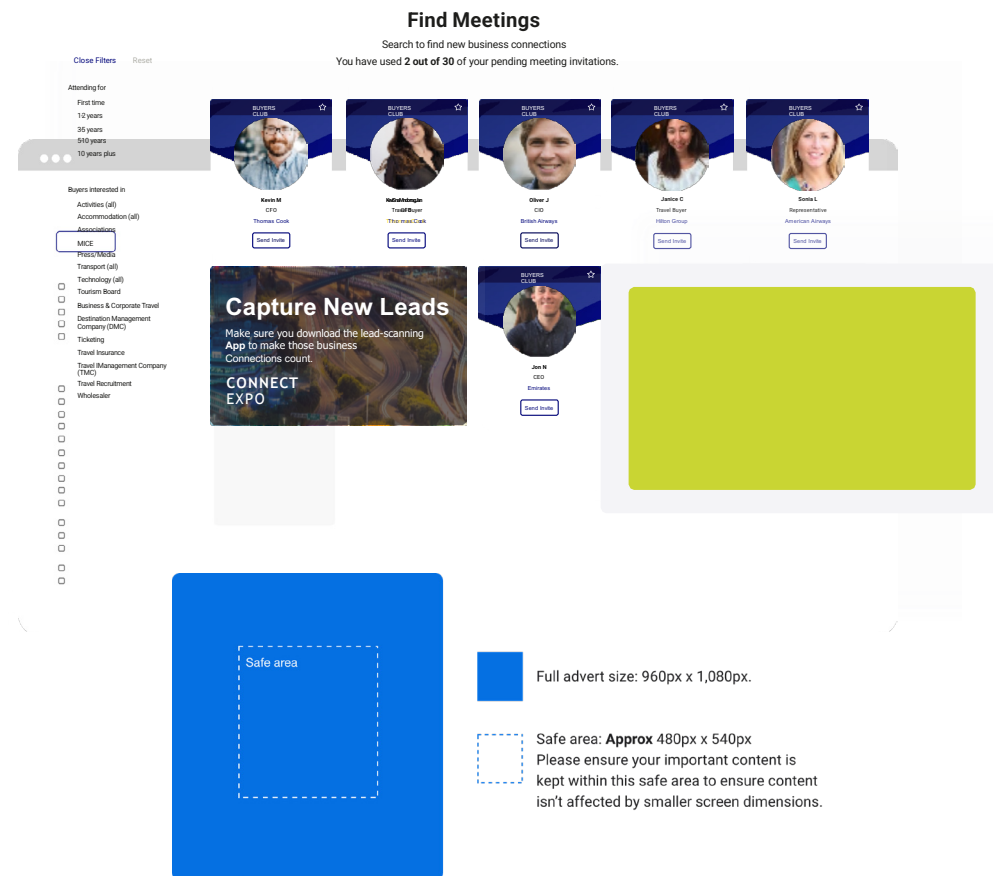 Find Meetings
Search to find new business connections
You have used 2 out of 30 of your pending meeting invitations.
Close Filters Reset
Attending for
First time
1-2 years
3-5 years
5-10 years
10 years plus
Buyers interested in
Activities (all)
Accommodation (all)
Associations
MICE
Press/Media
Transport (all)
Technology (all)
Tourism Board
Business & Corporate Travel
Destination Management
Company (DMC)
Ticketing
Travel Insurance
Travel lManagement Company
(TMC)
Travel Recruitment
Wholesaler
BUYERS
CLUB
Kevin M
CFO
Thomas Cook
Send Invite
BUYERS
CLUB
Thomas Cook
Send Invite
BUYERS
CLUB
Oliver J
CIO
British Airways
Send Invite
BUYERS
CLUB
Janice C
Travel Buyer
Hilton Group
Send Invite
BUYERS
CLUB
Sonia L
Representative
American Airways
Send Invite
Capture New Leads
Make sure you download the lead-scanning
App to make those business
Connections count.
CONNECT
EXPO
BUYERS
CLUB
Jon N
CEO
Emirates
Send Invite
Safe area
Full advert size: 960px x 1,080px.
Safe area: Approx 480px x 540px
Please ensure your important content is
kept within this safe area to ensure content
isn't affected by smaller screen dimensions.